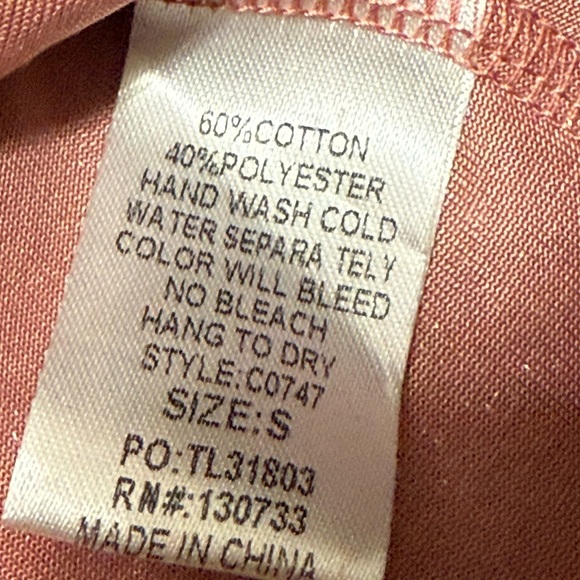 60%COTTON
40%POLYESTER
HAND WASH COLD
WATER SEPARA TELY
COLOR WILL BLEED
NO BLEACH
HANG TO DRY
STYLE:C0747
SIZE:S
PO:TL31803
RN#:130733
MADE IN CHINA